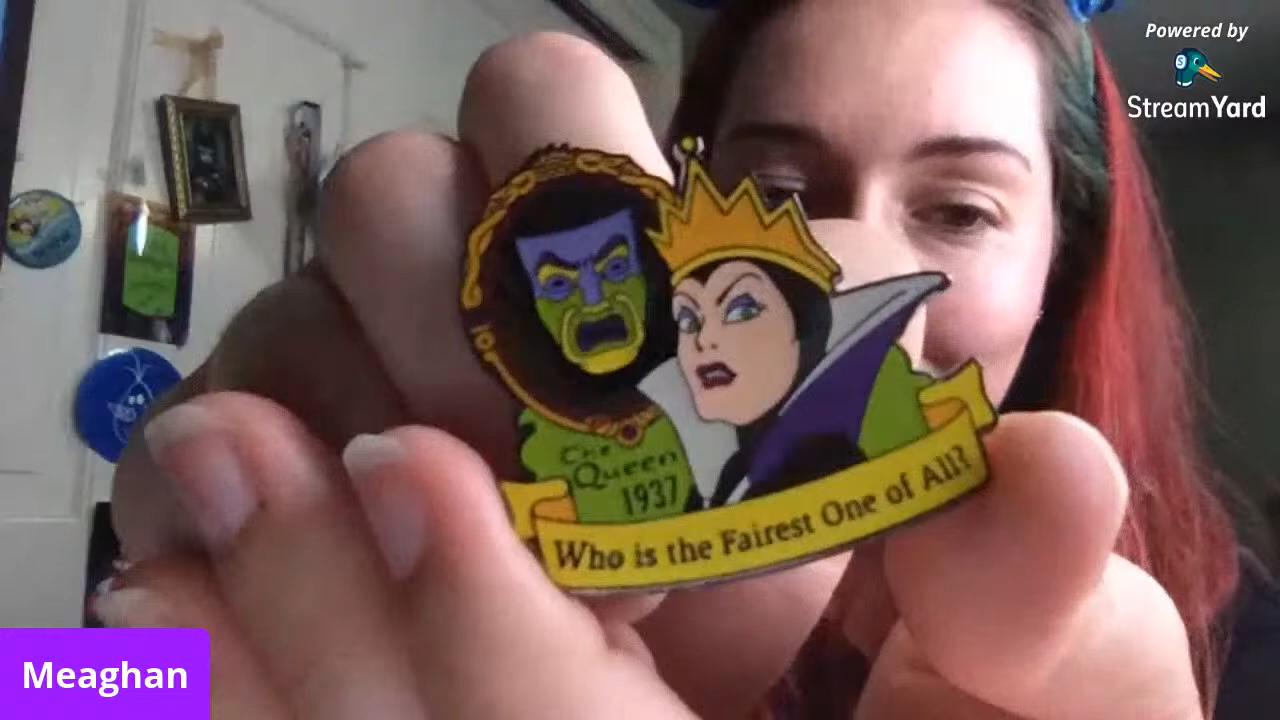 Powered by
StreamYard
The
Queen
1937
Who is the Fairest One of All?
Meaghan